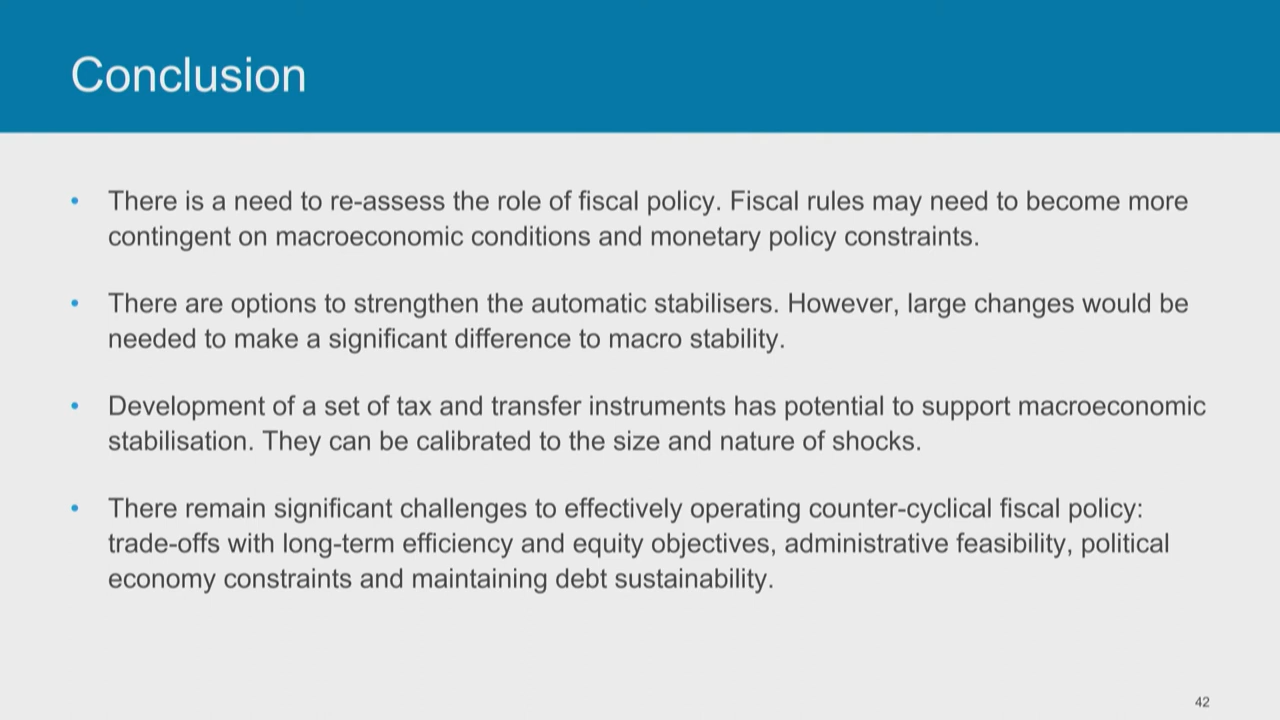 Conclusion
• There is a need to re-assess the role of fiscal policy. Fiscal rules may need to become more
contingent on macroeconomic conditions and monetary policy constraints.
• There are options to strengthen the automatic stabilisers. However, large changes would be
needed to make a significant difference to macro stability.
• Development of a set of tax and transfer instruments has potential to support macroeconomic
stabilisation. They can be calibrated to the size and nature of shocks.
• There remain significant challenges to effectively operating counter-cyclical fiscal policy:
trade-offs with long-term efficiency and equity objectives, administrative feasibility, political
economy constraints and maintaining debt sustainability.
42